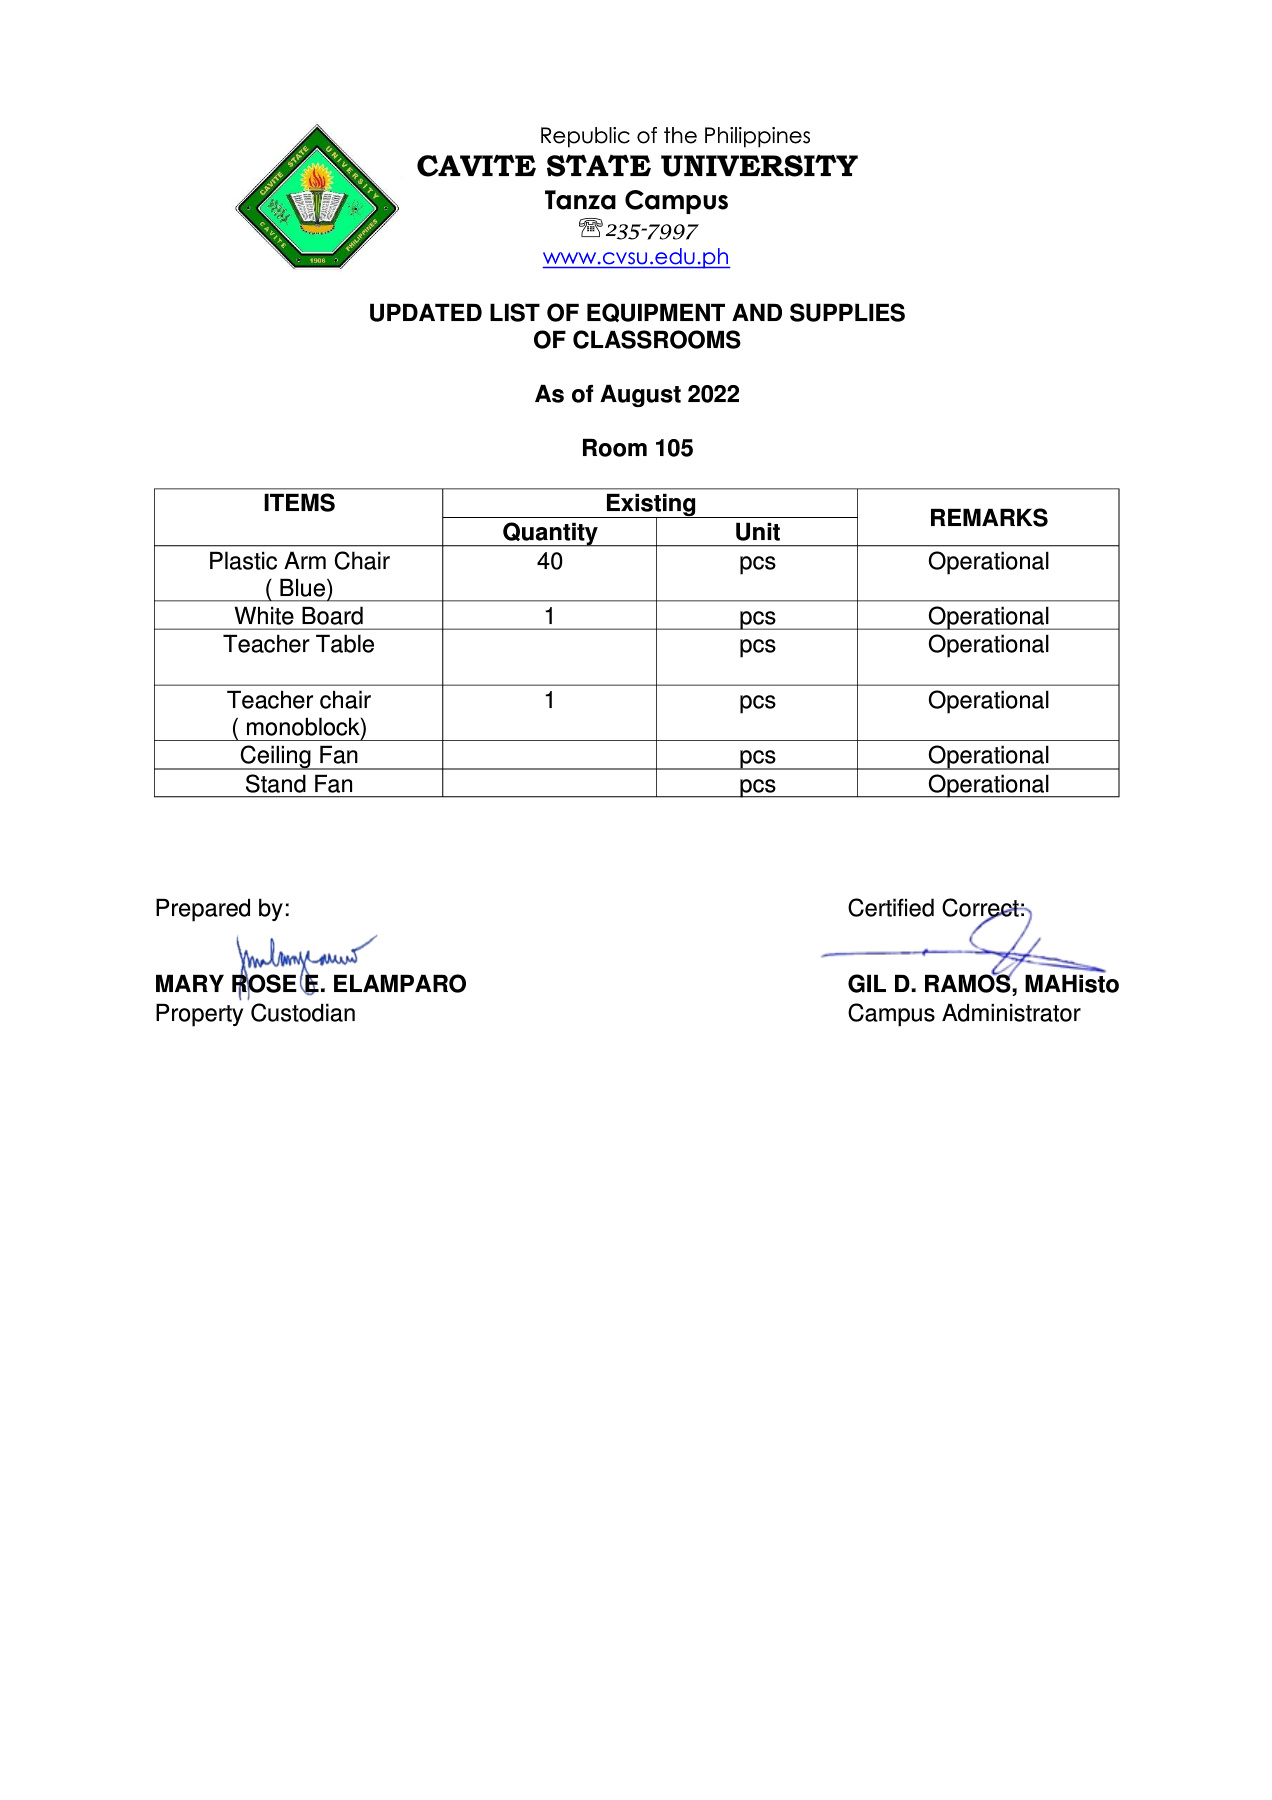 Republic of the Philippines
CAVITE STATE UNIVERSITY
Tanza Campus
☏235-7997
www.cvsu.edu.ph
CAVITE STATE UNIVERSITY
CAVITE 1906 PHILIPPINES
UPDATED LIST OF EQUIPMENT AND SUPPLIES
OF CLASSROOMS
As of August 2022
Room 105
ITEMS Existing REMARKS
Quantity Unit
Plastic Arm Chair 40 pcs Operational
( Blue)
White Board 1 pcs Operational
Teacher Table pcs Operational
Teacher chair 1 pcs Operational
( monoblock)
Ceiling Fan pcs Operational
Stand Fan pcs Operational
Prepared by: Certified Correct:
MARY ROSE E. ELAMPARO GIL D. RAMOS, MAHisto
Property Custodian Campus Administrator